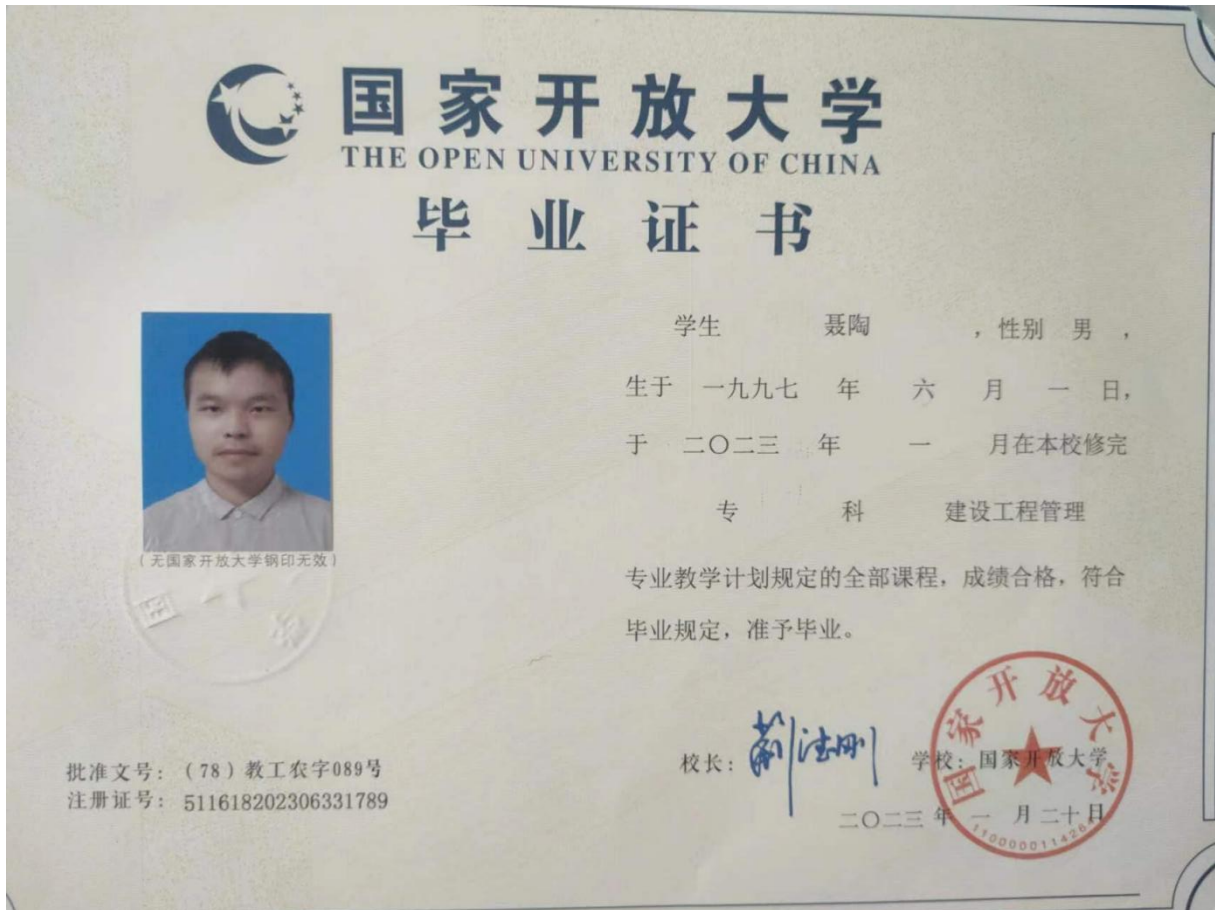 国家开放大学
THE OPEN UNIVERSITY OF CHINA
毕业证书
学生 聂陶 ，性别 男 ，
生于 一九九七 年 六 月 一 日，
于 二〇二三 年 一 月在本校修完
专 科 建设工程管理
专业教学计划规定的全部课程，成绩合格，符合
毕业规定，准予毕业。
（无国家开放大学钢印无效）
校长： 学校：国家开放大学
二〇二三 年 一 月 二十 日
国家开放大学
批准文号：（78）教工农字089号
注册证号：511618202306331789